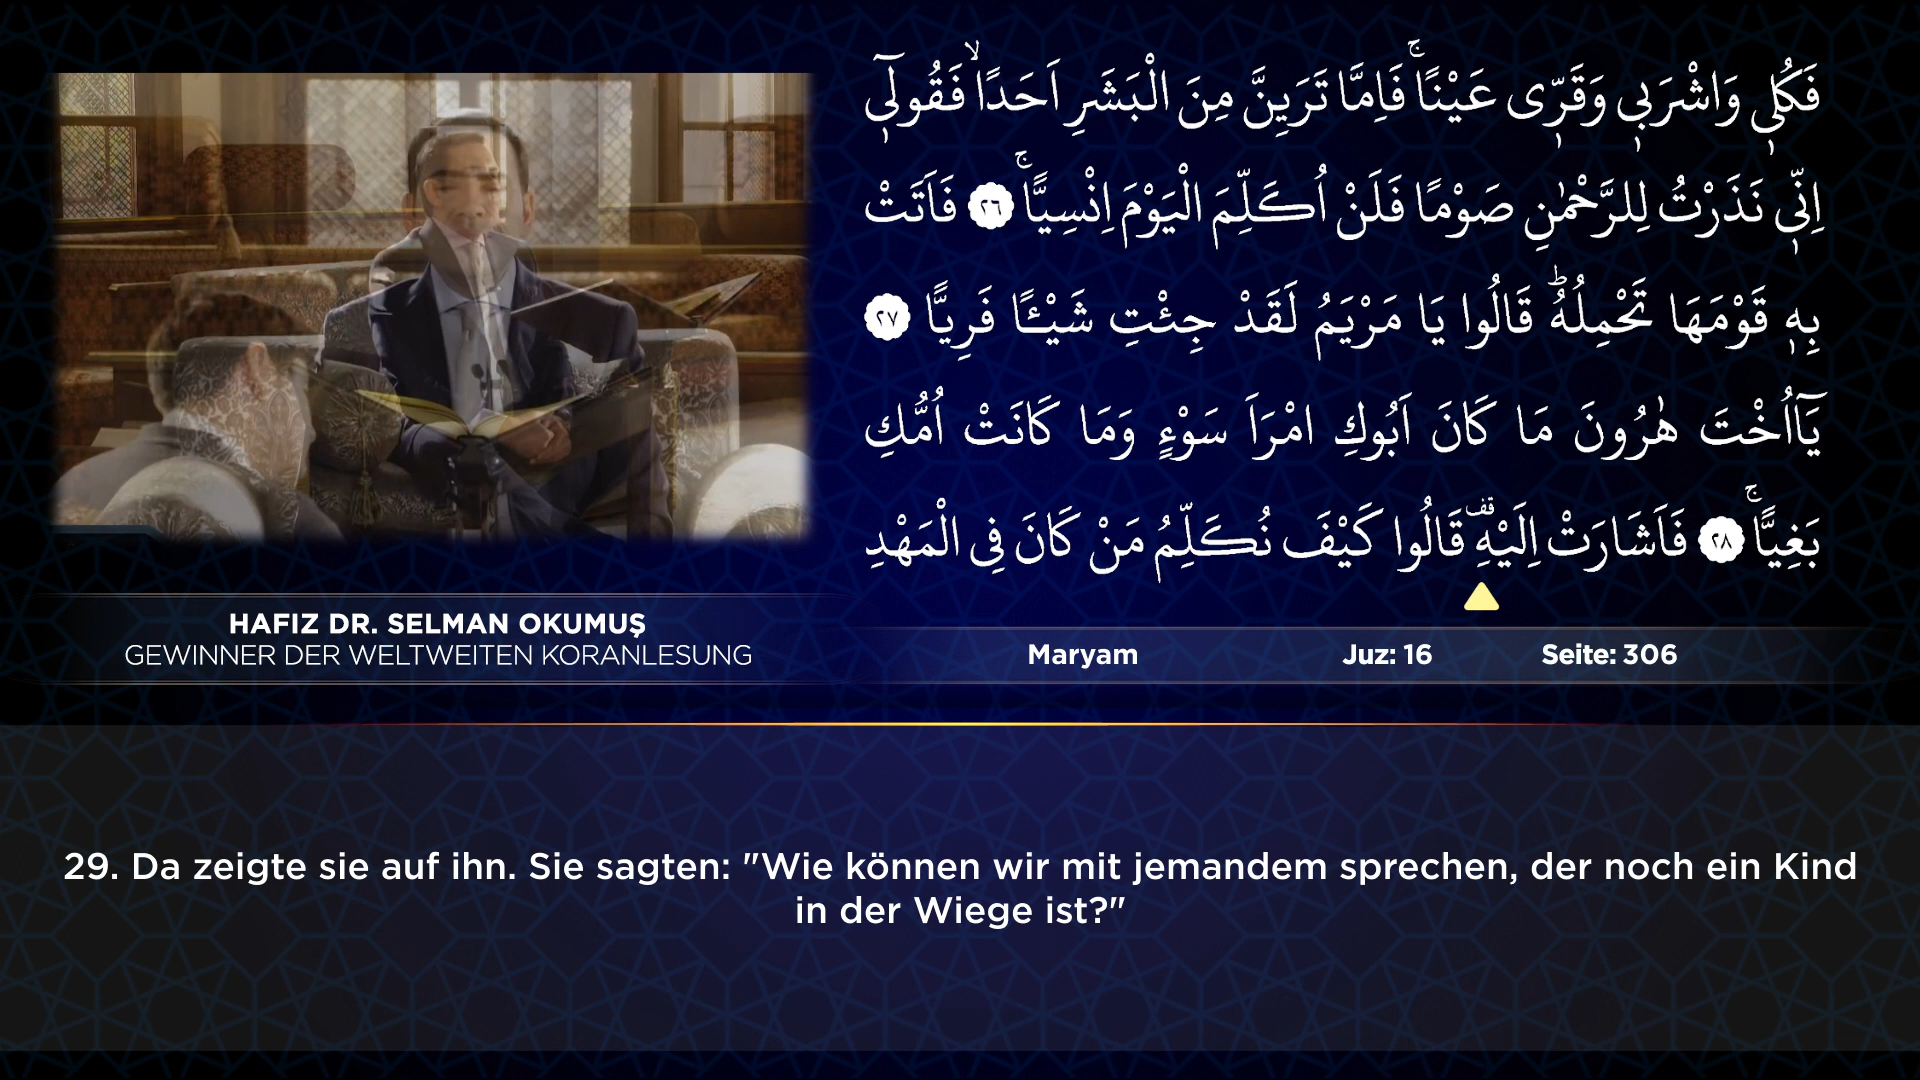 فَكُلٖي وَاشْرَبٖي وَقَرّٖى عَيْنًاۚ فَاِمَّا تَرَيِنَّ مِنَ الْبَشَرِ اَحَدًاۙ فَقُولٖٓي
اِنّٖي نَذَرْتُ لِلرَّحْمٰنِ صَوْمًا فَلَنْ اُكَلِّمَ الْيَوْمَ اِنْسِيًّاۚ ٢٦ فَاَتَتْ
بِهٖ قَوْمَهَا تَحْمِلُهُۜ قَالُوا يَا مَرْيَمُ لَقَدْ جِئْتِ شَيْـًٔا فَرِيًّا ٢٧
يَٓااُخْتَ هٰرُونَ مَا كَانَ اَبُوكِ امْرَاَ سَوْءٍ وَمَا كَانَتْ اُمُّكِ
بَغِيًّاۚ ٢٨ فَاَشَارَتْ اِلَيْهِࣞ قَالُوا كَيْفَ نُكَلِّمُ مَنْ كَانَ فِي الْمَهْدِ
HAFIZ DR. SELMAN OKUMUŞ
GEWINNER DER WELTWEITEN KORANLESUNG
Maryam Juz: 16 Seite: 306
29. Da zeigte sie auf ihn. Sie sagten: "Wie können wir mit jemandem sprechen, der noch ein Kind
in der Wiege ist?"